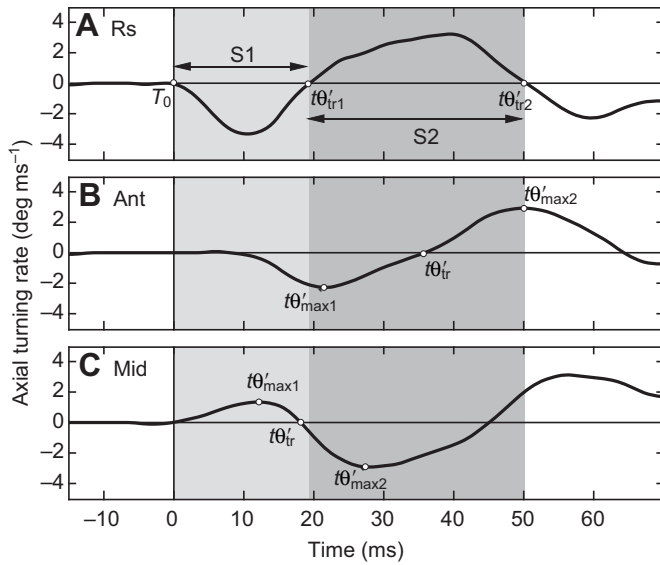 A Rs
4
2
0
−2
−4
S1
T0
tθ′tr1
tθ′tr2
S2
Axial turning rate (deg ms−1)
B Ant
4
2
0
−2
−4
tθ′max1
tθ′tr
tθ′max2
C Mid
4
2
0
−2
−4
tθ′max1
tθ′tr
tθ′max2
−10 0 10 20 30 40 50 60
Time (ms)